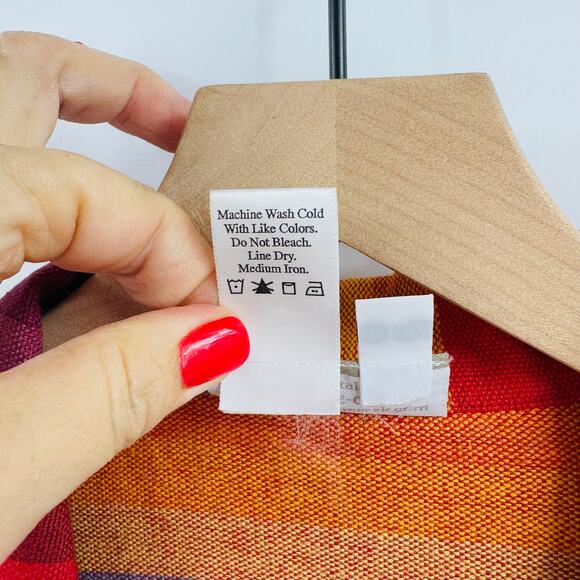 Machine Wash Cold
With Like Colors.
Do Not Bleach.
Line Dry.
Medium Iron.